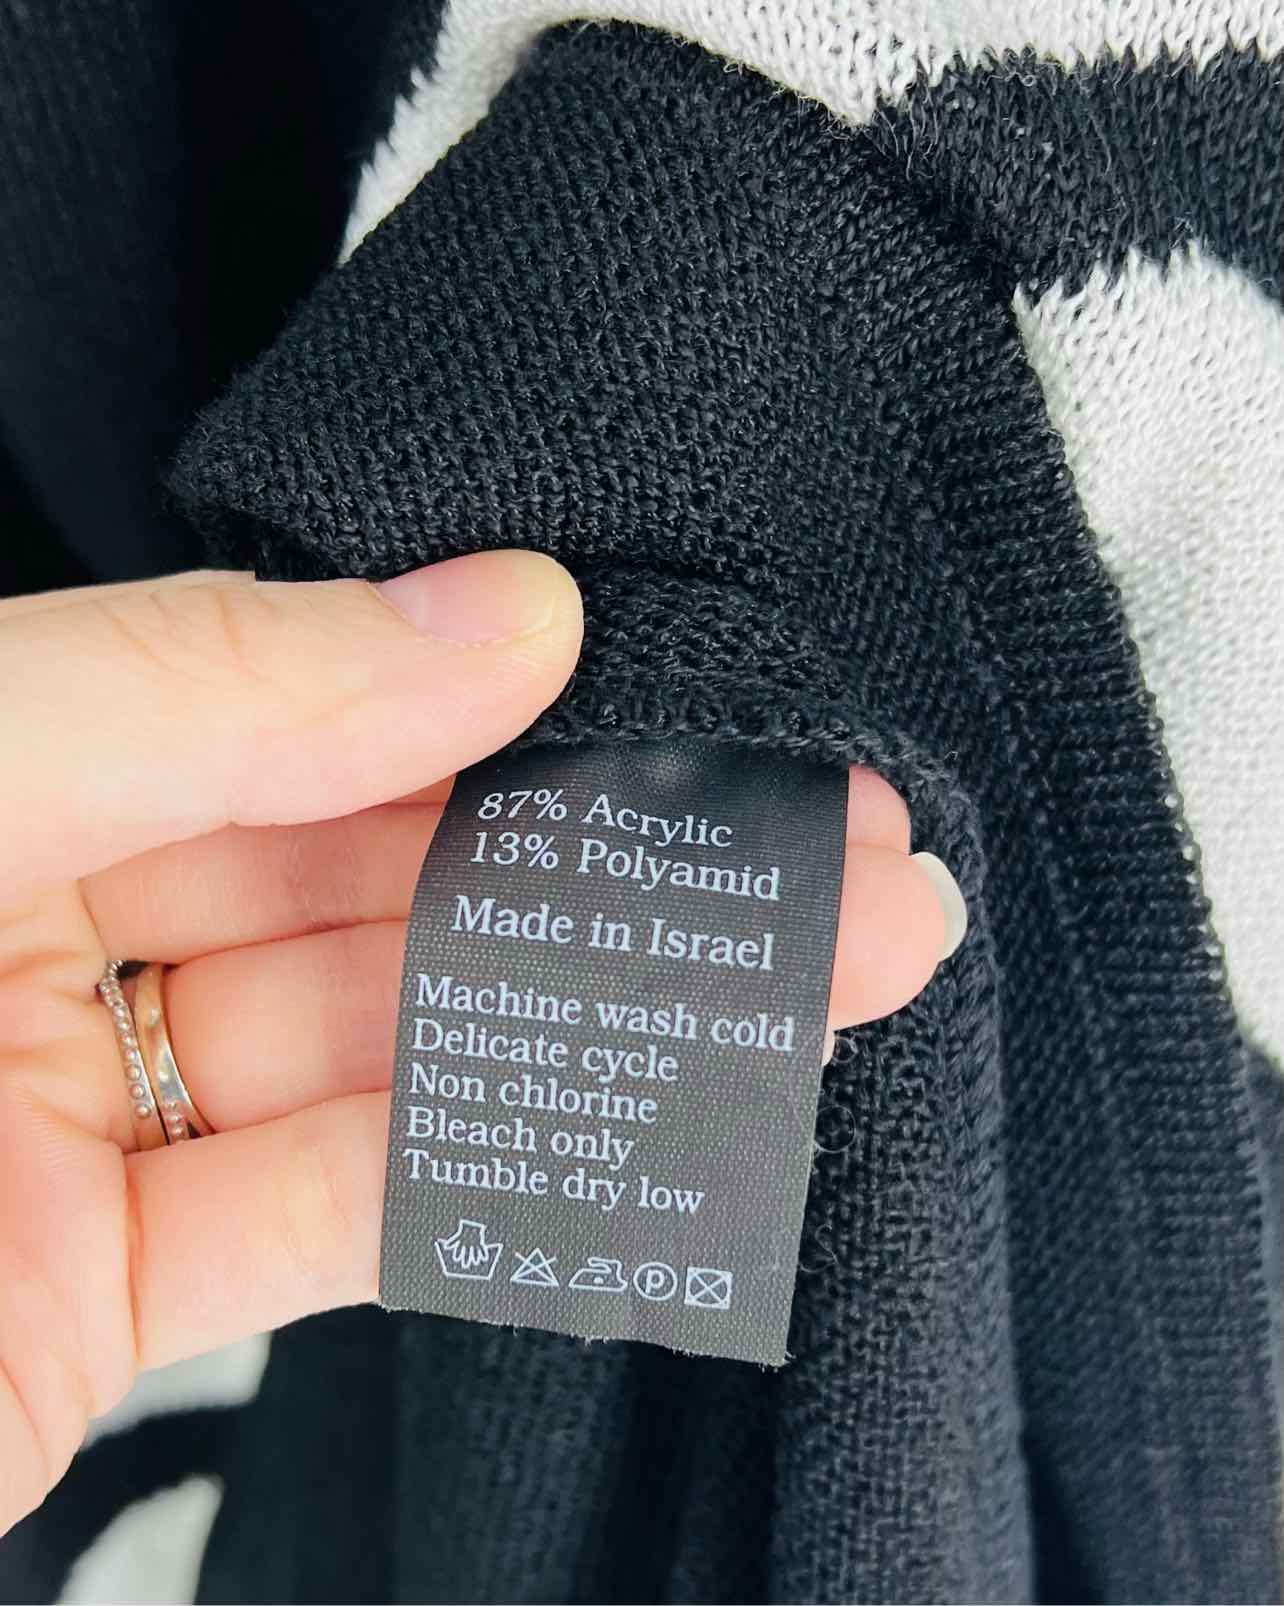 87% Acrylic
13% Polyamid
Made in Israel
Machine wash cold
Delicate cycle
Non chlorine
Bleach only
Tumble dry low
P